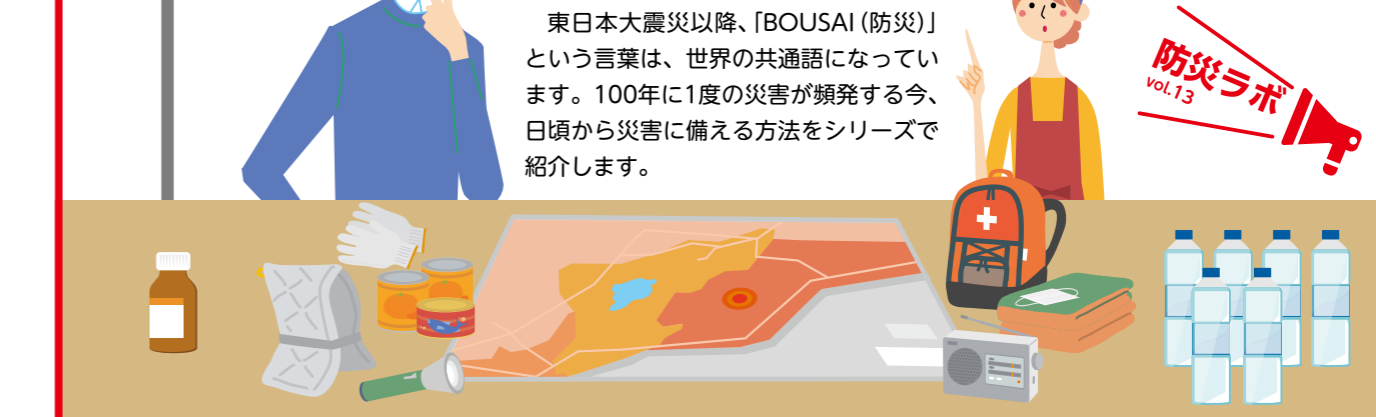 東日本大震災以降、「BOUSAI（防災）」
という言葉は、世界の共通語になってい
ます。100年に1度の災害が頻発する今、
日頃から災害に備える方法をシリーズで
紹介します。
防災ラボ
vol.13